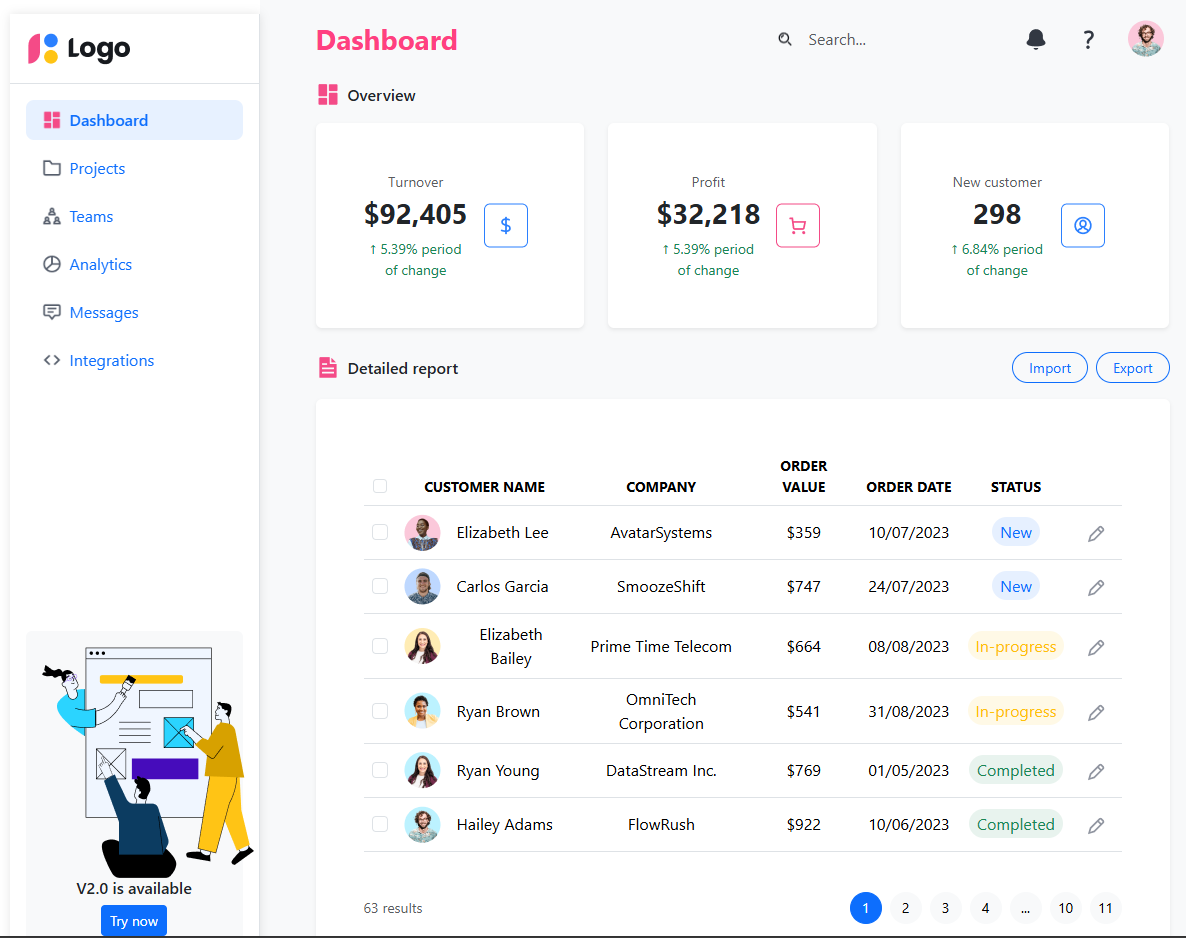 Logo
Dashboard
Projects
Teams
Analytics
Messages
Integrations
V2.0 is available
Try now
Dashboard
Search...
?
Overview
Turnover
$92,405
$
↑ 5.39% period
of change
Profit
$32,218
↑ 5.39% period
of change
New customer
298
↑ 6.84% period
of change
Detailed report
Import Export
CUSTOMER NAME COMPANY ORDER VALUE ORDER DATE STATUS
Elizabeth Lee AvatarSystems $359 10/07/2023 New
Carlos Garcia SmoozeShift $747 24/07/2023 New
Elizabeth Bailey Prime Time Telecom $664 08/08/2023 In-progress
Ryan Brown OmniTech Corporation $541 31/08/2023 In-progress
Ryan Young DataStream Inc. $769 01/05/2023 Completed
Hailey Adams FlowRush $922 10/06/2023 Completed
63 results 1 2 3 4 ... 10 11